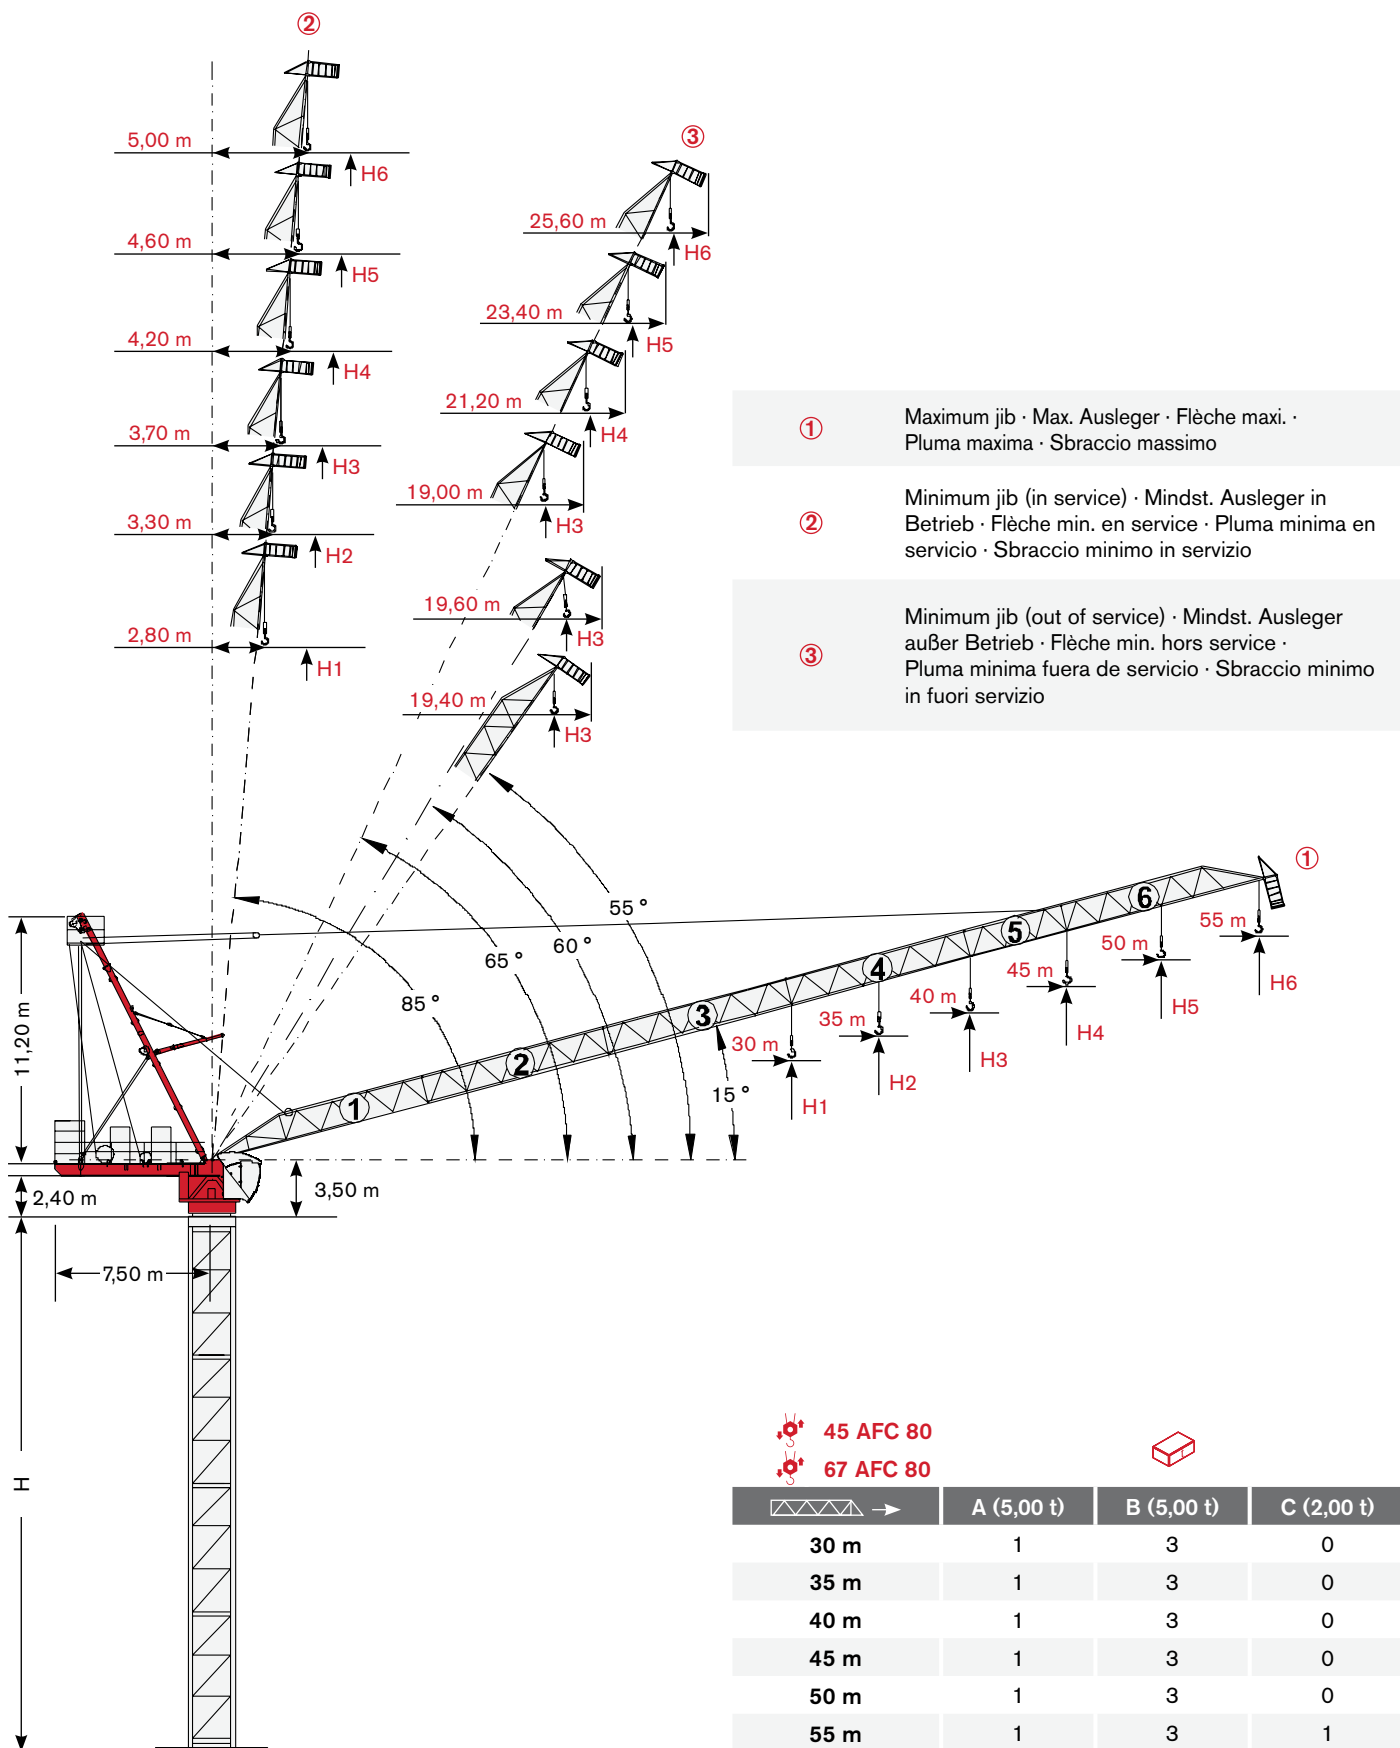 ②
5,00 m
H6
4,60 m
H5
4,20 m
H4
3,70 m
H3
3,30 m
H2
2,80 m
H1
③
25,60 m
H6
23,40 m
H5
21,20 m
H4
19,00 m
H3
19,60 m
H3
19,40 m
H3
① Maximum jib · Max. Ausleger · Flèche maxi. ·
Pluma maxima · Sbraccio massimo
② Minimum jib (in service) · Mindst. Ausleger in
Betrieb · Flèche min. en service · Pluma minima en
servicio · Sbraccio minimo in servizio
③ Minimum jib (out of service) · Mindst. Ausleger
außer Betrieb · Flèche min. hors service ·
Pluma minima fuera de servicio · Sbraccio minimo
in fuori servizio
①
55 °
60 °
65 °
85 °
15 °
1
2
3
4
5
6
30 m
H1
35 m
H2
40 m
H3
45 m
H4
50 m
H5
55 m
H6
11,20 m
2,40 m
3,50 m
7,50 m
H
45 AFC 80
67 AFC 80
A (5,00 t) B (5,00 t) C (2,00 t)
30 m 1 3 0
35 m 1 3 0
40 m 1 3 0
45 m 1 3 0
50 m 1 3 0
55 m 1 3 1